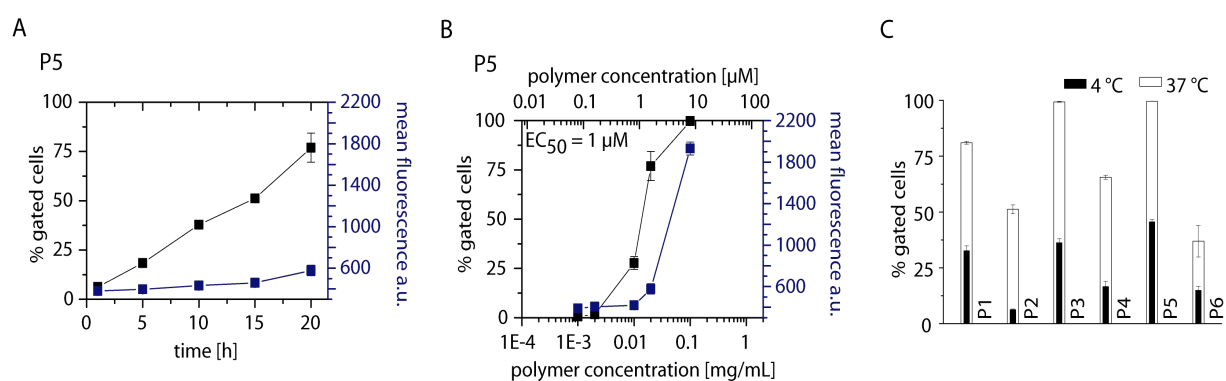 A
P5
% gated cells
100
75
50
25
0
0 5 10 15 20
time [h]
2200
1800
1400
1000
600
mean fluorescence a.u.
B
P5
polymer concentration [µM]
0.01 0.1 1 10 100
EC50 = 1 µM
% gated cells
100
75
50
25
0
1E-4 1E-3 0.01 0.1 1
polymer concentration [mg/mL]
2200
1800
1400
1000
600
mean fluorescence a.u.
C
4 °C 37 °C
% gated cells
100
75
50
25
0
P1 P2 P3 P4 P5 P6